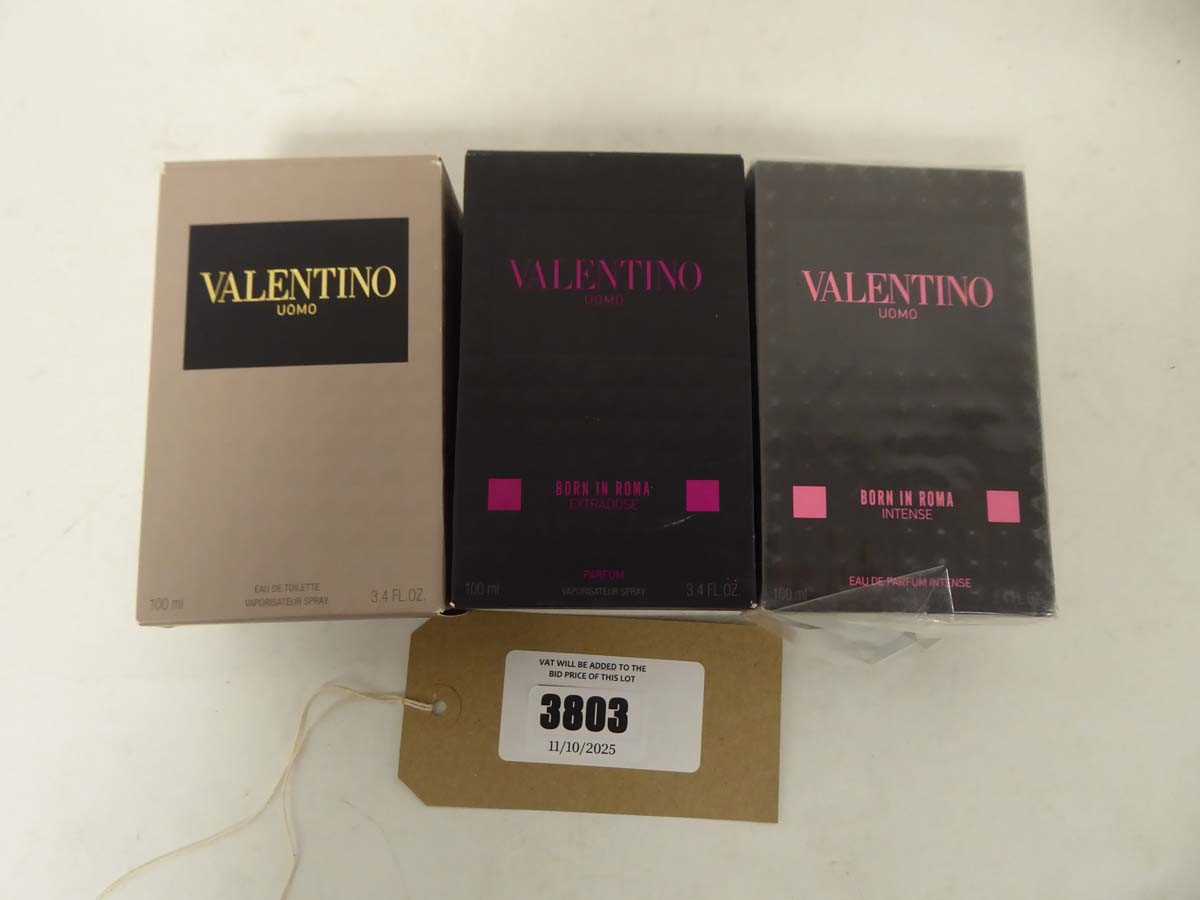 VALENTINO
UOMO
EAU DE TOILETTE
VAPORISATEUR SPRAY
100 ml
3.4 FL.OZ.
VALENTINO
UOMO
BORN IN ROMA
EXTRADOSE
PARFUM
VAPORISATEUR SPRAY
100 ml
3.4 FL.OZ.
VALENTINO
UOMO
BORN IN ROMA
INTENSE
EAU DE PARFUM INTENSE
100 ml
FL.OZ.
VAT WILL BE ADDED TO THE
BID PRICE OF THIS LOT
3803
11/10/2025